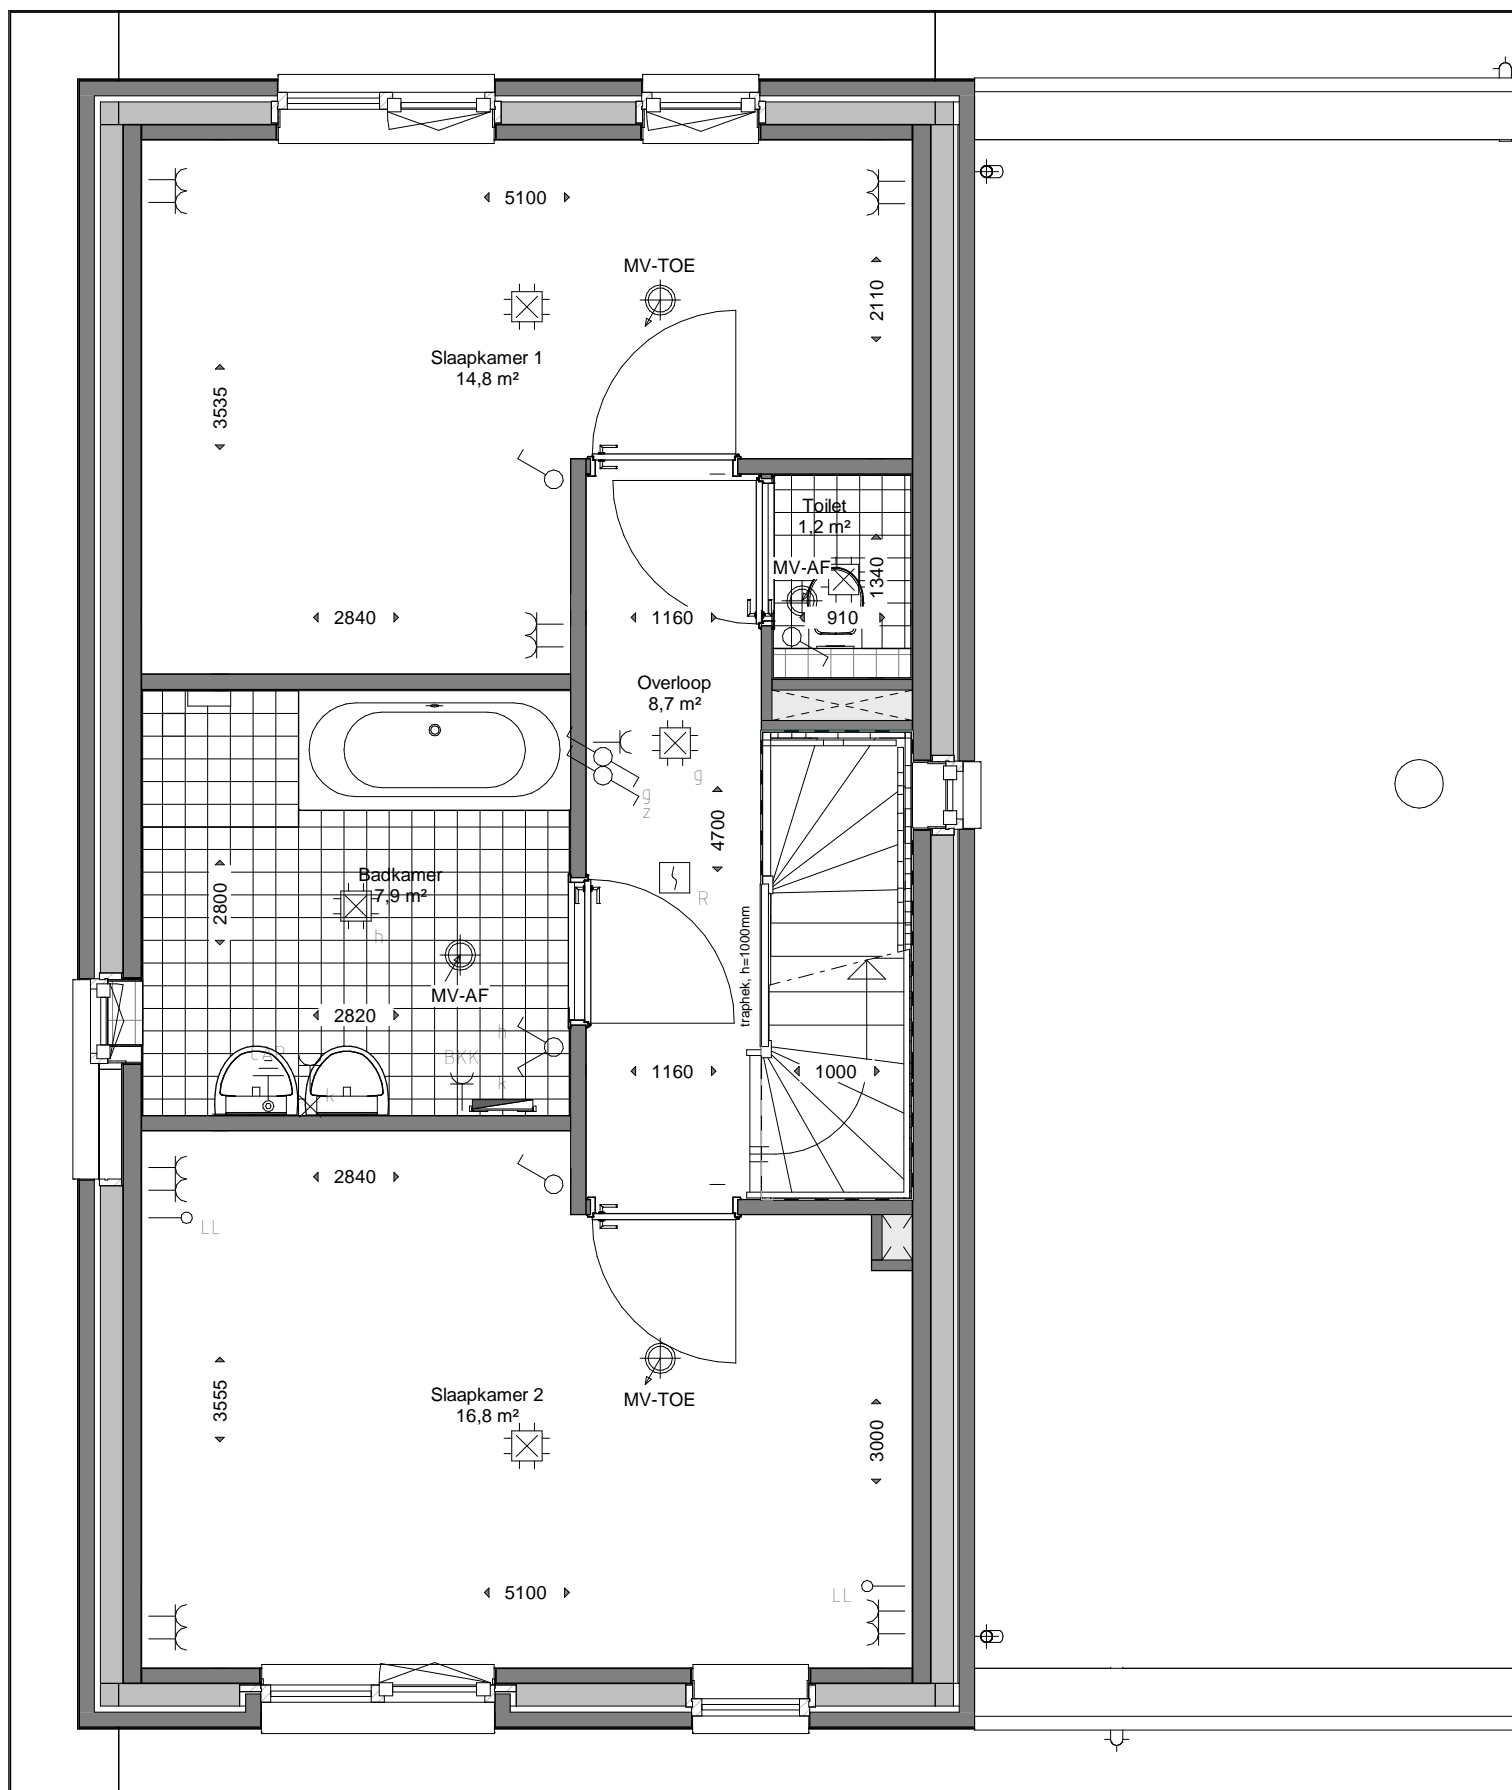 5100
MV-TOE
2110
Slaapkamer 1
14,8 m²
3535
Toilet
1,2 m²
MV-AF
1340
2840
1160
910
Overloop
8,7 m²
g
g
z
4700
Badkamer
7,9 m²
2800
h
R
traphek, h=1000mm
MV-AF
2820
h
BKK
k
k
1160
1000
2840
LL
Slaapkamer 2
16,8 m²
3555
MV-TOE
3000
5100
LL